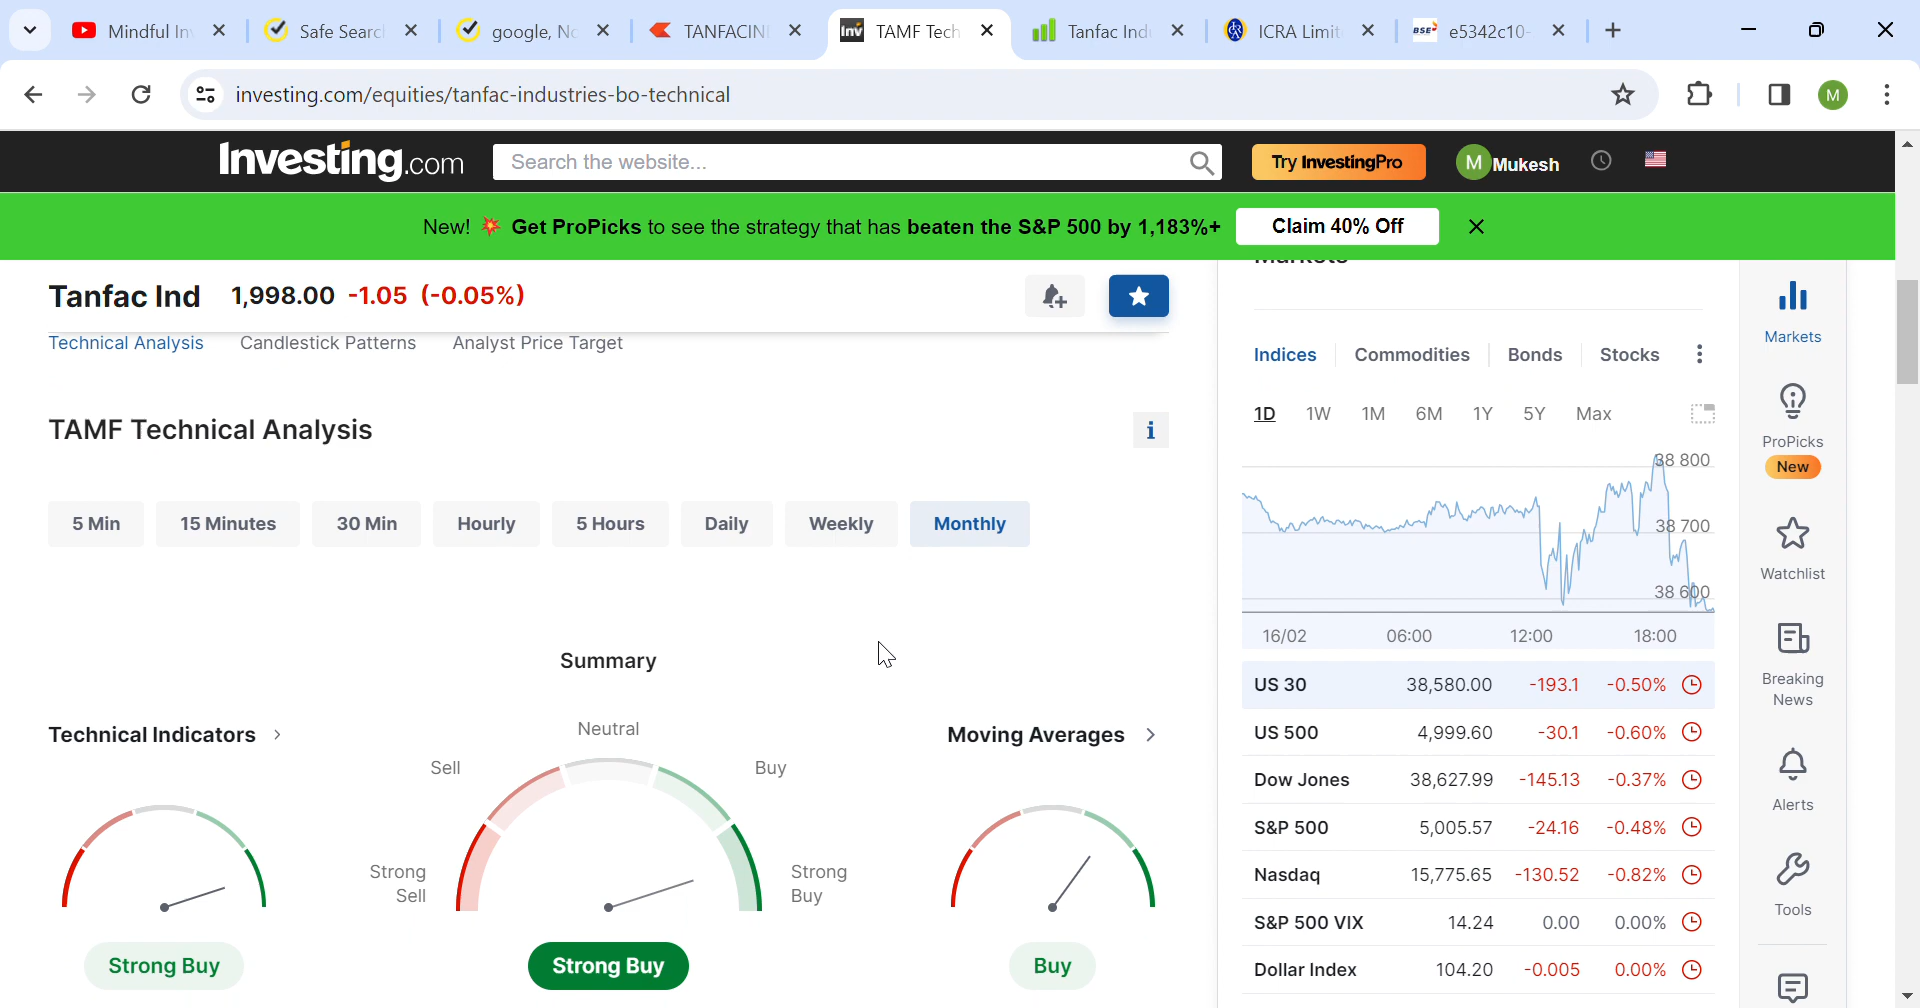 Mindful In
Safe Searc
google, No
TANFACIN
TAMF Tech
Tanfac Ind
ICRA Limit
BSE e5342c10-
investing.com/equities/tanfac-industries-bo-technical
M
Investing.com
Search the website...
Try InvestingPro
M Mukesh
New! Get ProPicks to see the strategy that has beaten the S&P 500 by 1,183%+
Claim 40% Off
Tanfac Ind 1,998.00 -1.05 (-0.05%)
Technical Analysis Candlestick Patterns Analyst Price Target
TAMF Technical Analysis
i
5 Min 15 Minutes 30 Min Hourly 5 Hours Daily Weekly Monthly
Summary
Technical Indicators
Strong Buy
Neutral
Sell
Buy
Strong Sell
Strong Buy
Strong Buy
Moving Averages
Buy
Markets
Indices Commodities Bonds Stocks
1D 1W 1M 6M 1Y 5Y Max
38 800
38 700
38 600
16/02 06:00 12:00 18:00
US 30 38,580.00 -193.1 -0.50%
US 500 4,999.60 -30.1 -0.60%
Dow Jones 38,627.99 -145.13 -0.37%
S&P 500 5,005.57 -24.16 -0.48%
Nasdaq 15,775.65 -130.52 -0.82%
S&P 500 VIX 14.24 0.00 0.00%
Dollar Index 104.20 -0.005 0.00%
Markets
ProPicks
New
Watchlist
Breaking
News
Alerts
Tools